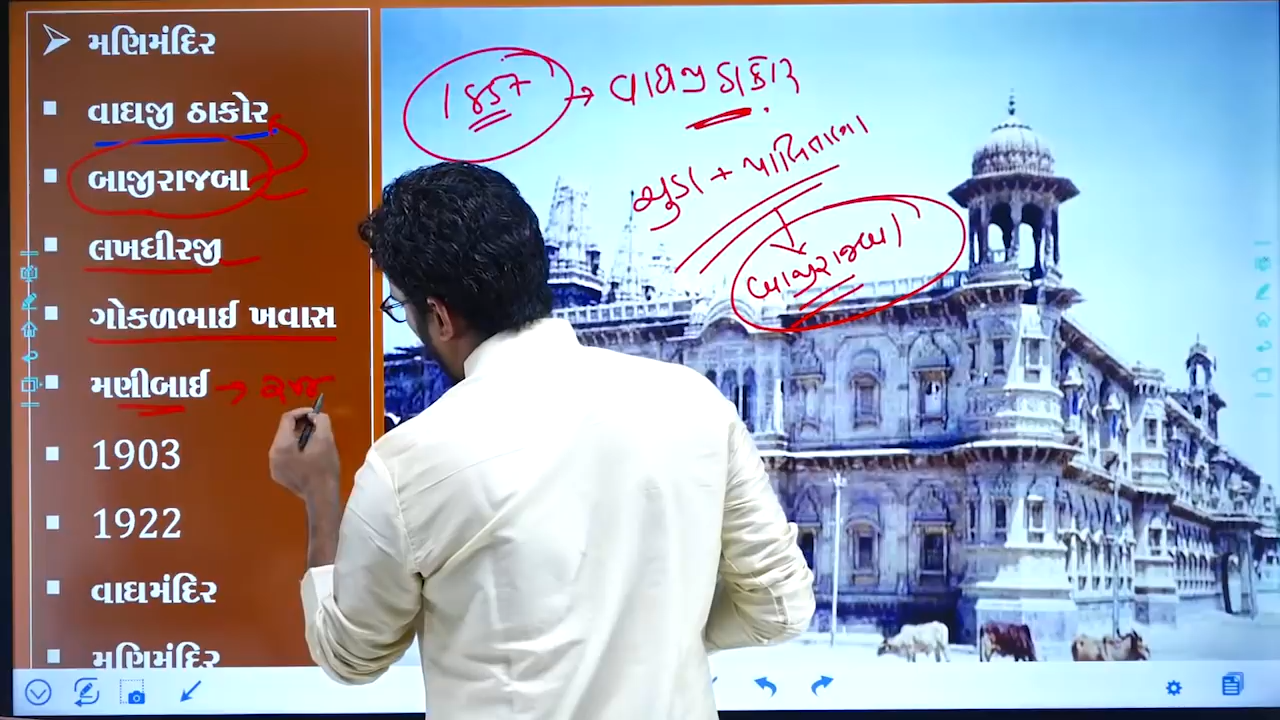 મણિમંદિર
વાઘજી ઠાકોર
બાજીરાજબા
લખધીરજી
ગોકળભાઈ ખવાસ
મણીબાઈ →
1903
1922
વાઘમંદિર
મણિમંદિર
1857 → વાઘજી ઠાકોર
ચુડા + પાલિતાણા
બાજીરાજબા